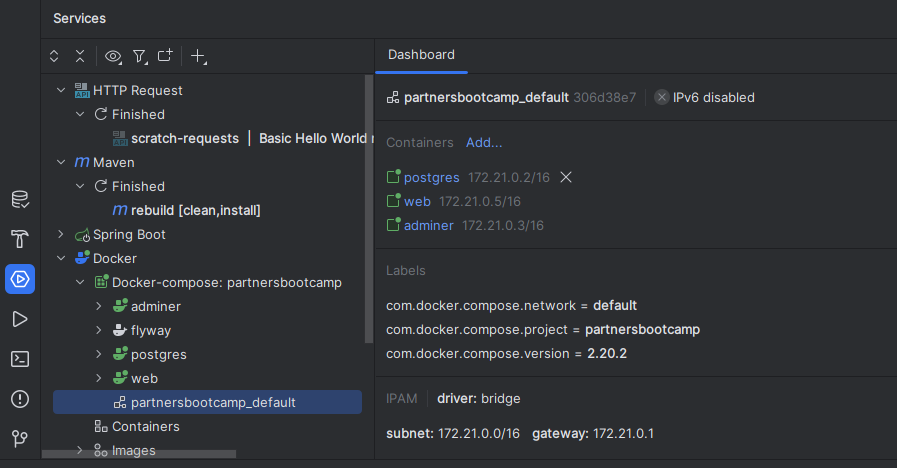 Services
Dashboard
HTTP Request
Finished
scratch-requests | Basic Hello World
Maven
Finished
rebuild [clean,install]
Spring Boot
Docker
Docker-compose: partnersbootcamp
adminer
flyway
postgres
web
partnersbootcamp_default
Containers
Images
partnersbootcamp_default 306d38e7 IPv6 disabled
Containers Add...
postgres 172.21.0.2/16
web 172.21.0.5/16
adminer 172.21.0.3/16
Labels
com.docker.compose.network = default
com.docker.compose.project = partnersbootcamp
com.docker.compose.version = 2.20.2
IPAM driver: bridge
subnet: 172.21.0.0/16 gateway: 172.21.0.1